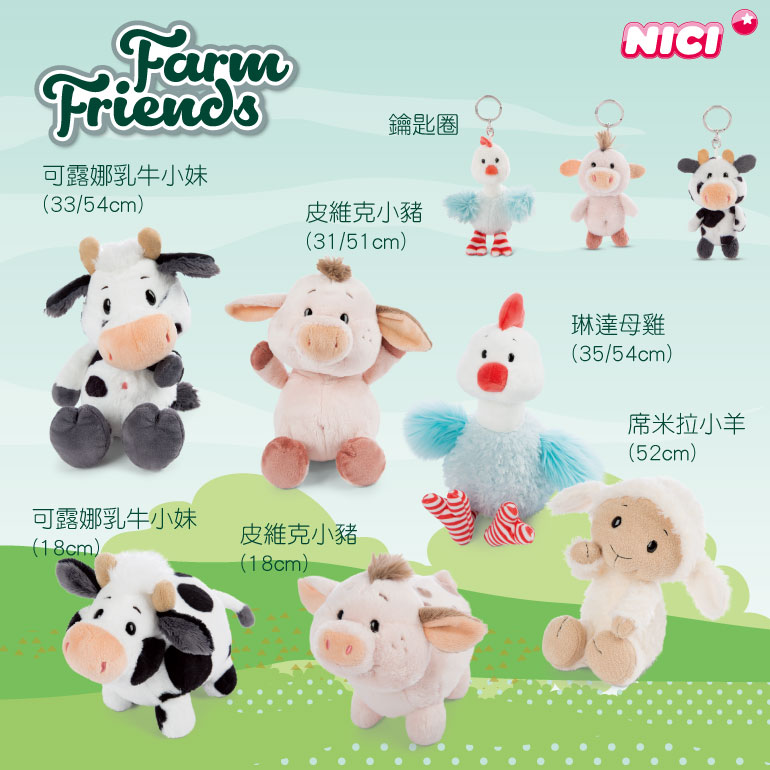 Farm
Friends
NICI
鑰匙圈
可露娜乳牛小妹
(33/54cm)
皮維克小豬
(31/51cm)
琳達母雞
(35/54cm)
席米拉小羊
(52cm)
可露娜乳牛小妹
(18cm)
皮維克小豬
(18cm)